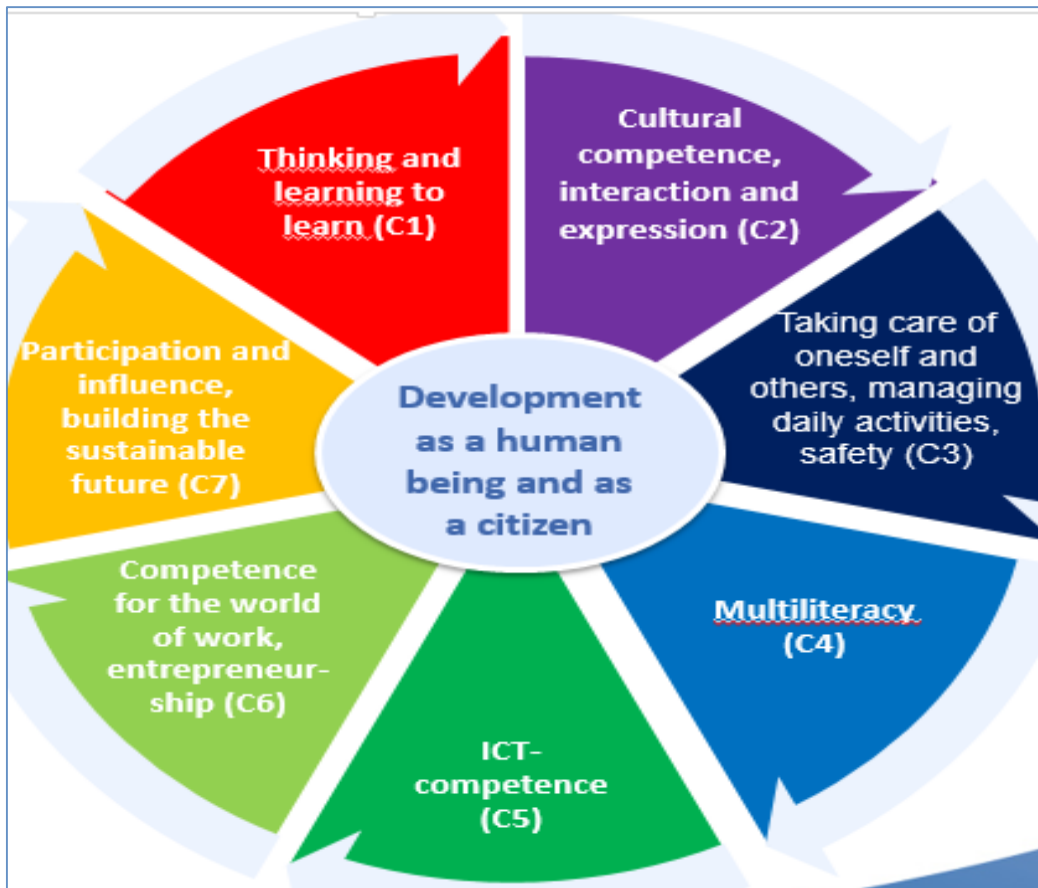 Thinking and
learning to
learn (C1)
Cultural
competence,
interaction and
expression (C2)
Taking care of
oneself and
others, managing
daily activities,
safety (C3)
Multiliteracy
(C4)
ICT-
competence
(C5)
Competence
for the world
of work,
entrepreneur-
ship (C6)
Participation and
influence,
building the
sustainable
future (C7)
Development
as a human
being and as
a citizen